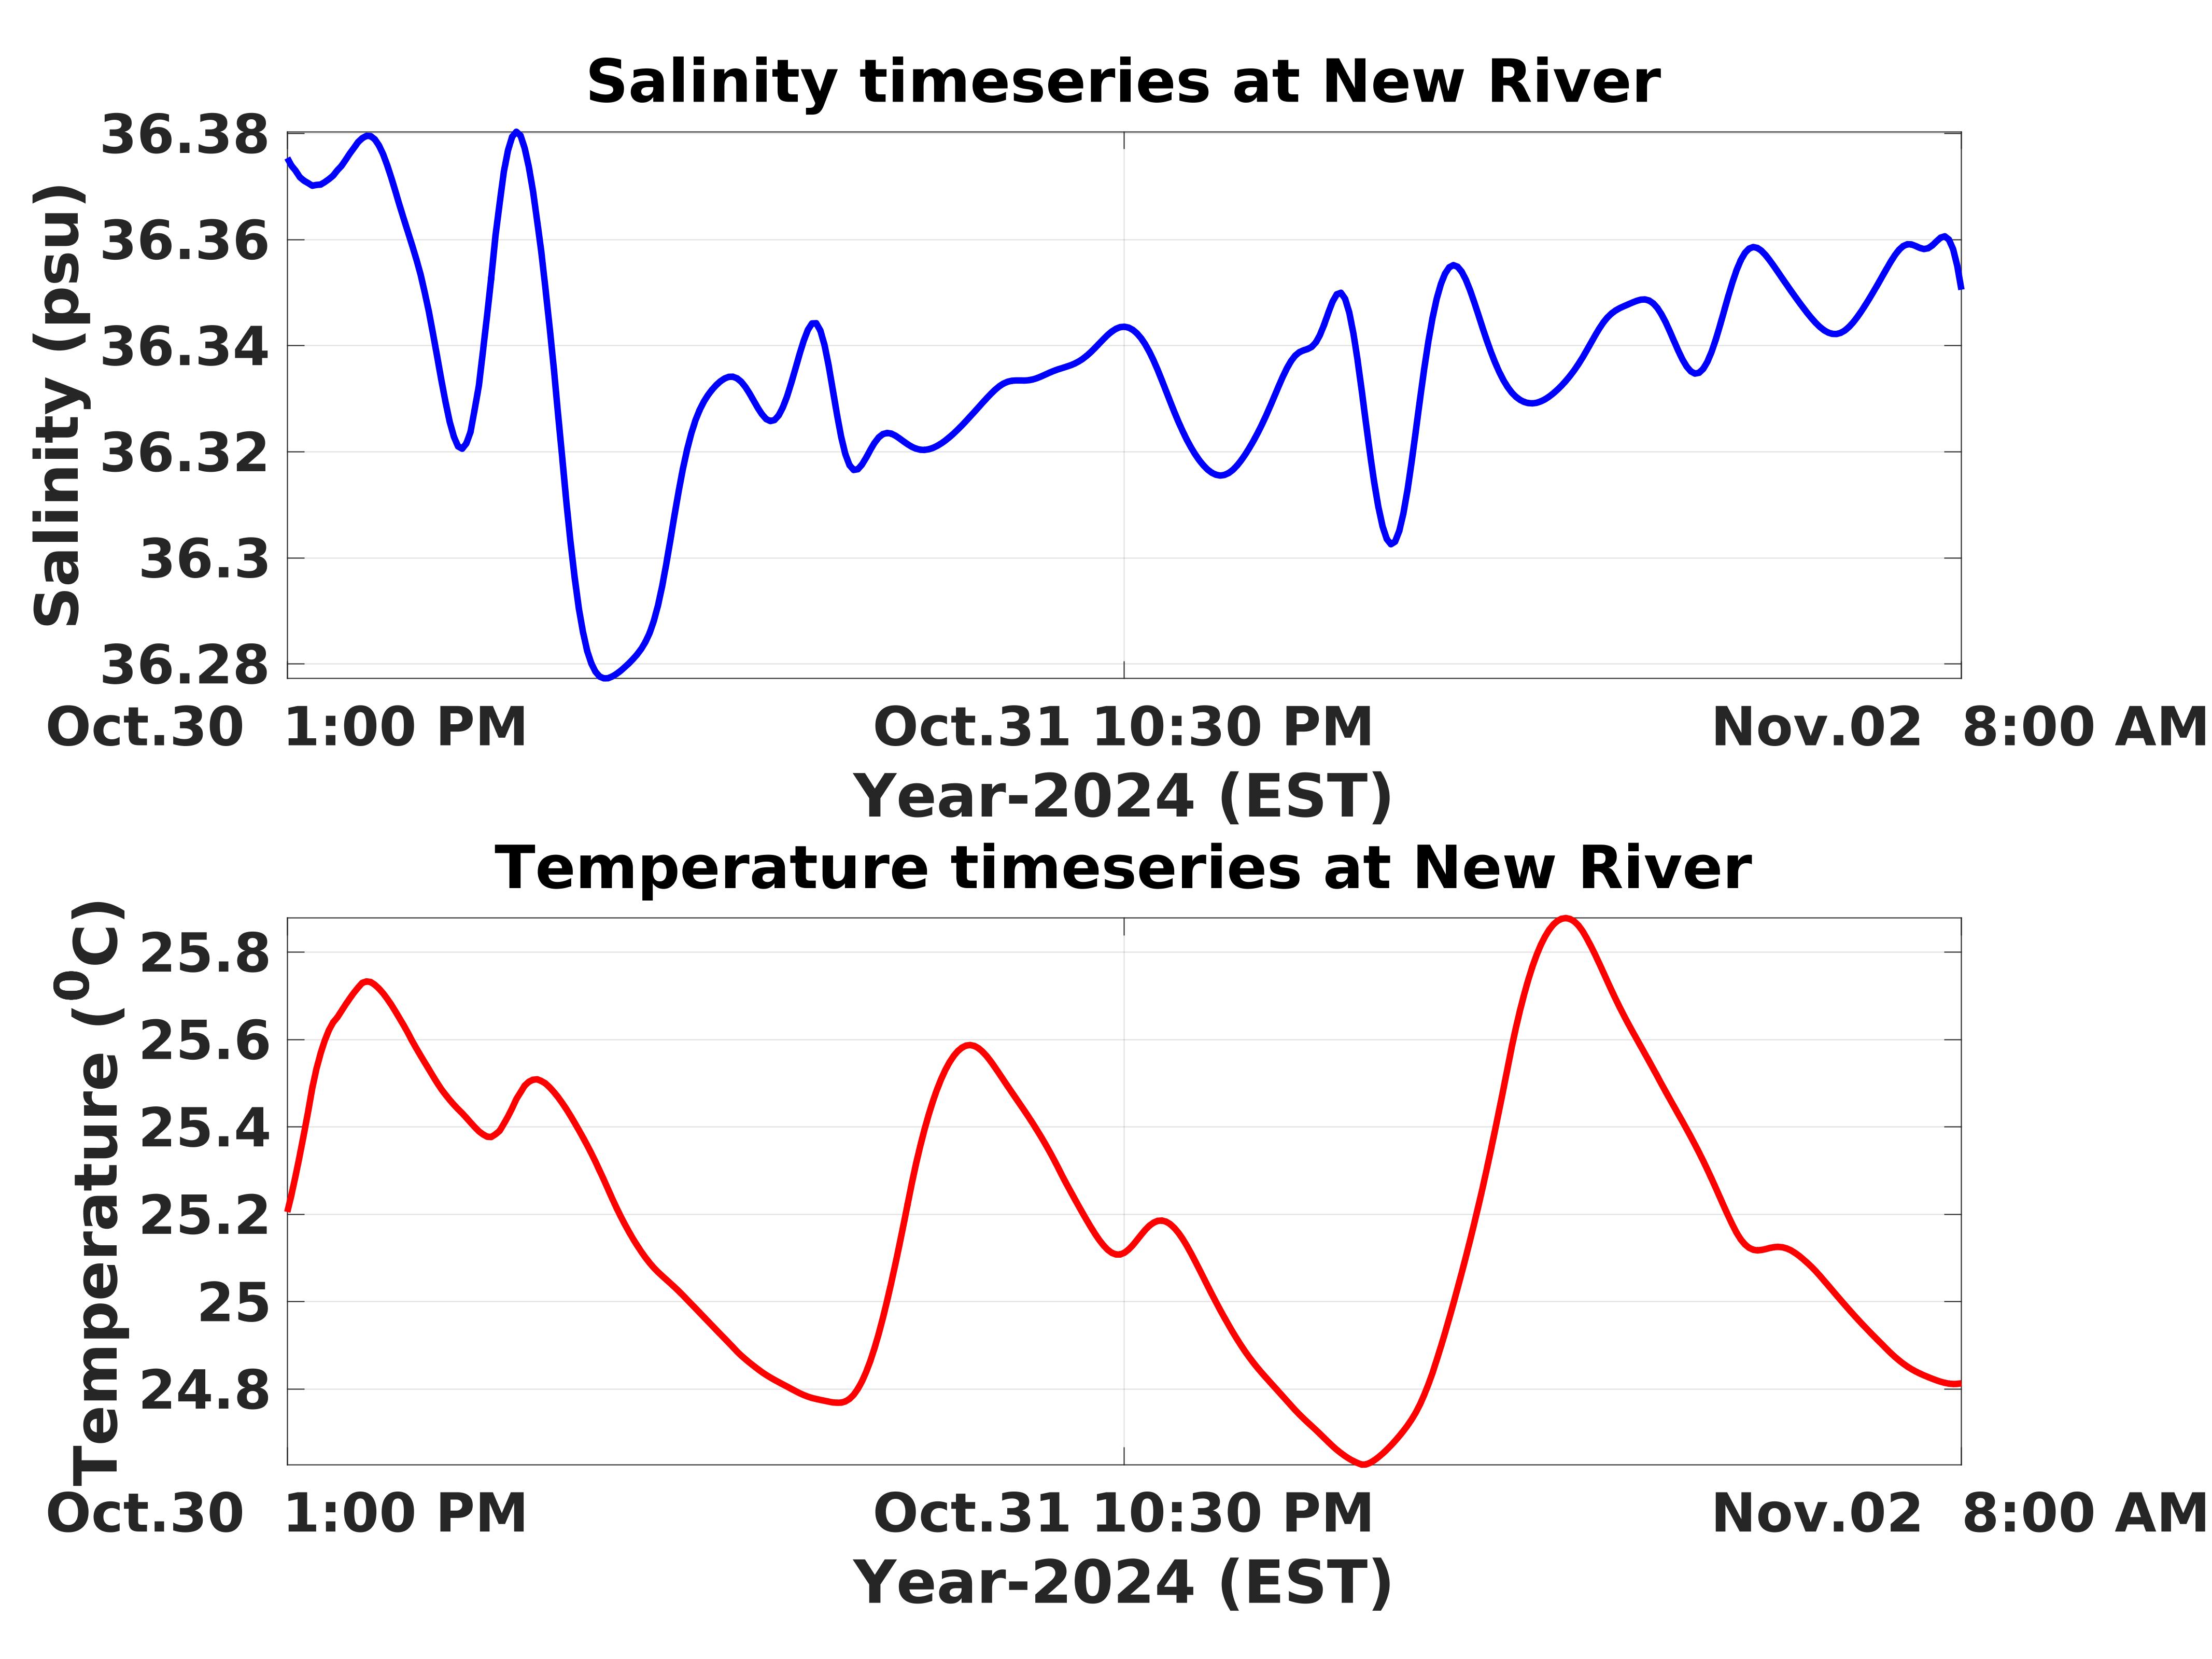 Salinity timeseries at New River
Salinity (psu)
36.38
36.36
36.34
36.32
36.3
36.28
Oct.30 1:00 PM Oct.31 10:30 PM Nov.02 8:00 AM
Year-2024 (EST)
Temperature timeseries at New River
Temperature (⁰C)
25.8
25.6
25.4
25.2
25
24.8
Oct.30 1:00 PM Oct.31 10:30 PM Nov.02 8:00 AM
Year-2024 (EST)